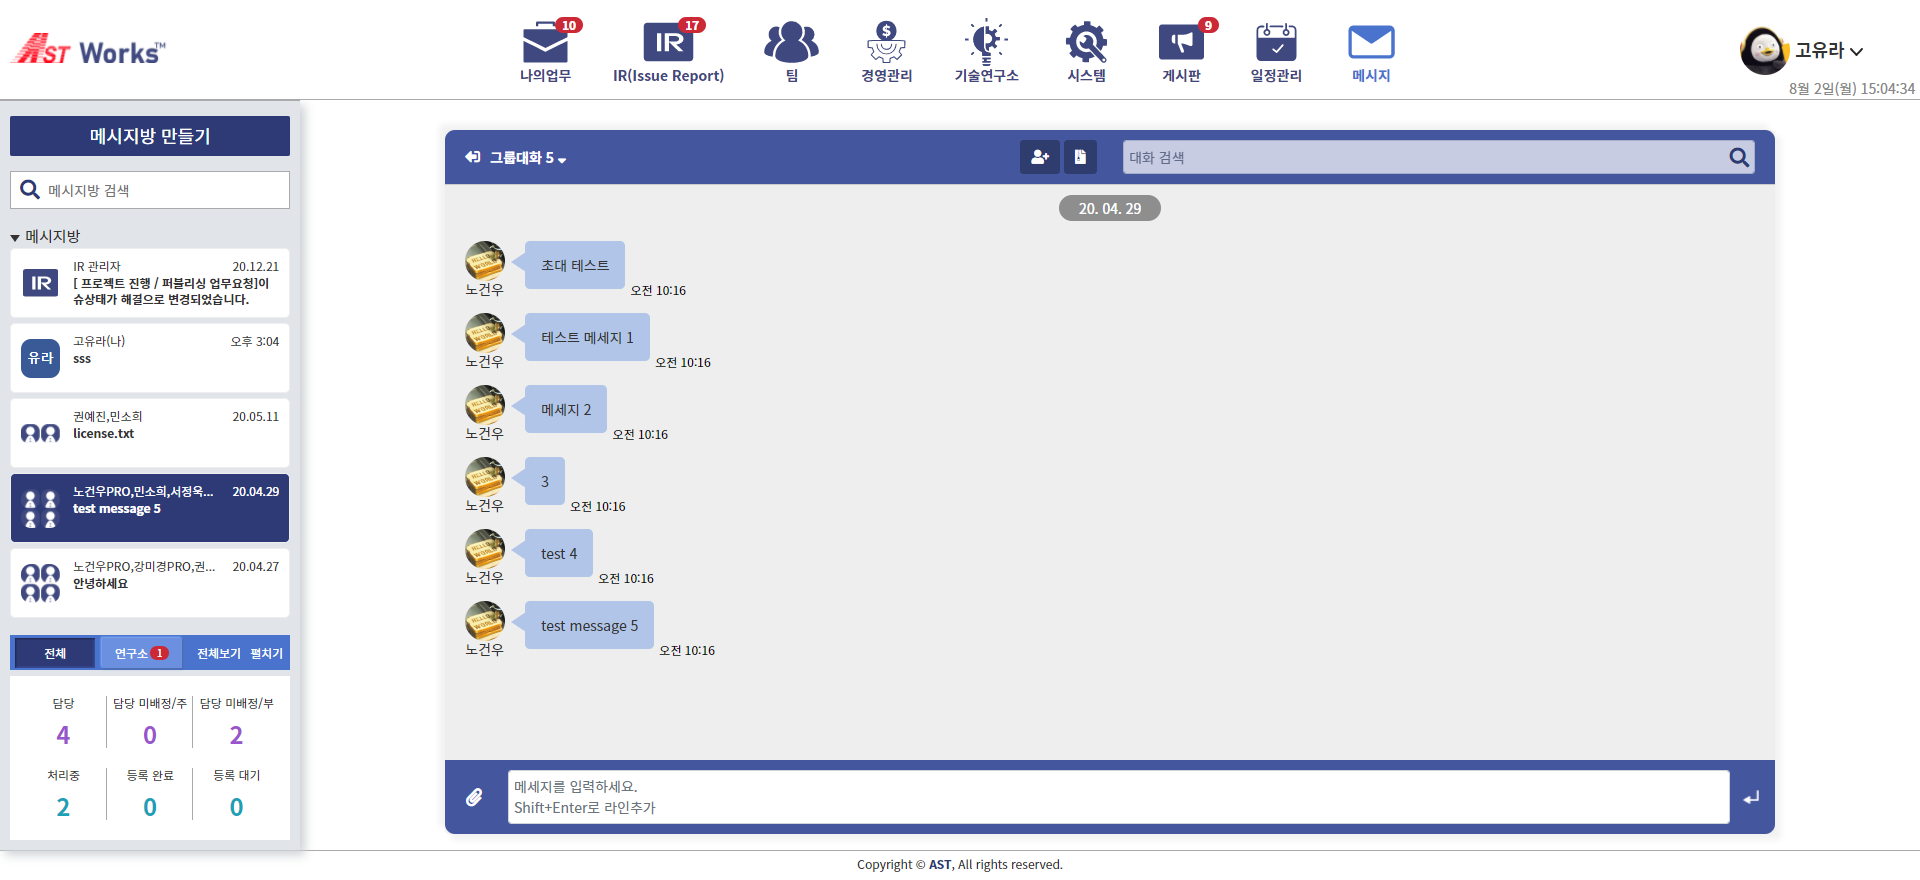 AST Works™
10
나의업무
17
IR
IR(Issue Report)
팀
$
경영관리
기술연구소
시스템
9
게시판
일정관리
메시지
고유라
8월 2일(월) 15:04:34
메시지방 만들기
메시지방 검색
메시지방
IR
IR 관리자 20.12.21
[ 프로젝트 진행 / 퍼블리싱 업무요청]이
슈상태가 해결으로 변경되었습니다.
유라
고유라(나) 오후 3:04
sss
권예진,민소희 20.05.11
license.txt
노건우PRO,민소희,서정욱... 20.04.29
test message 5
노건우PRO,강미경PRO,권... 20.04.27
안녕하세요
전체 연구소 1 전체보기 펼치기
담당 담당 미배정/주 담당 미배정/부
4 0 2
처리중 등록 완료 등록 대기
2 0 0
그룹대화 5
대화 검색
20. 04. 29
초대 테스트
노건우 오전 10:16
테스트 메세지 1
노건우 오전 10:16
메세지 2
노건우 오전 10:16
3
노건우 오전 10:16
test 4
노건우 오전 10:16
test message 5
노건우 오전 10:16
메세지를 입력하세요.
Shift+Enter로 라인추가
Copyright © AST, All rights reserved.